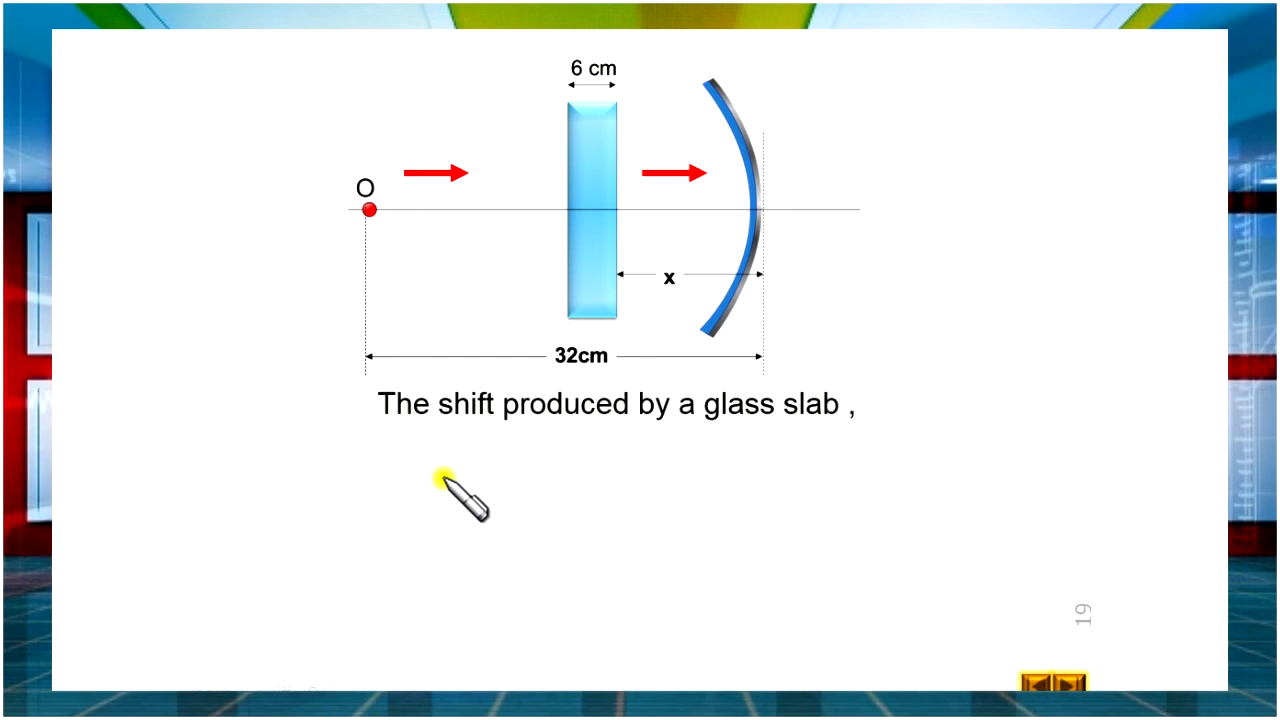 6 cm
O
x
32cm
The shift produced by a glass slab ,
19